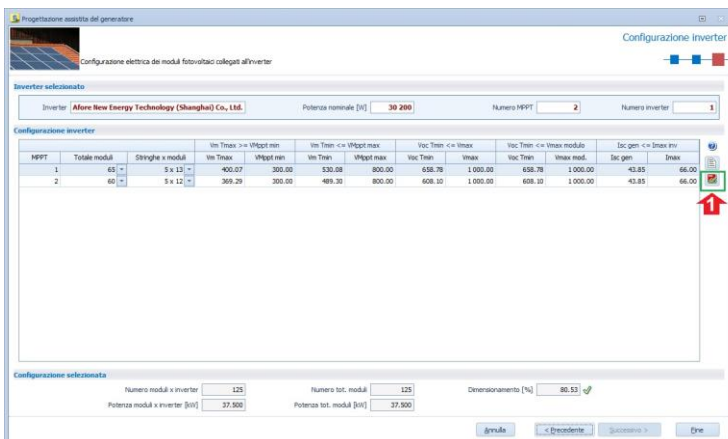 Progettazione assistita del generatore
Configurazione inverter
Configurazione elettrica dei moduli fotovoltaici collegati all'inverter
Inverter selezionato
Inverter Afore New Energy Technology (Shanghai) Co., Ltd. Potenza nominale [W] 30 200 Numero MPPT 2 Numero inverter 1
Configurazione inverter
Vm Tmax >= VMppt min Vm Tmin <= VMppt max Voc Tmin <= Vmax Voc Tmin <= Vmax modulo Isc gen <= Imax inv
MPPT Totale moduli Stringhe x moduli Vm Tmax VMppt min Vm Tmin VMppt max Voc Tmin Vmax Voc Tmin Vmax mod. Isc gen Imax
1 65 5 x 13 400.07 300.00 530.08 800.00 658.78 1 000.00 658.78 1 000.00 43.85 66.00
2 60 5 x 12 369.29 300.00 489.30 800.00 608.10 1 000.00 608.10 1 000.00 43.85 66.00
1
Configurazione selezionata
Numero moduli x inverter 125 Numero tot. moduli 125 Dimensionamento [%] 80.53
Potenza moduli x inverter [kW] 37.500 Potenza tot. moduli [kW] 37.500
Annulla < Precedente Successivo > Fine